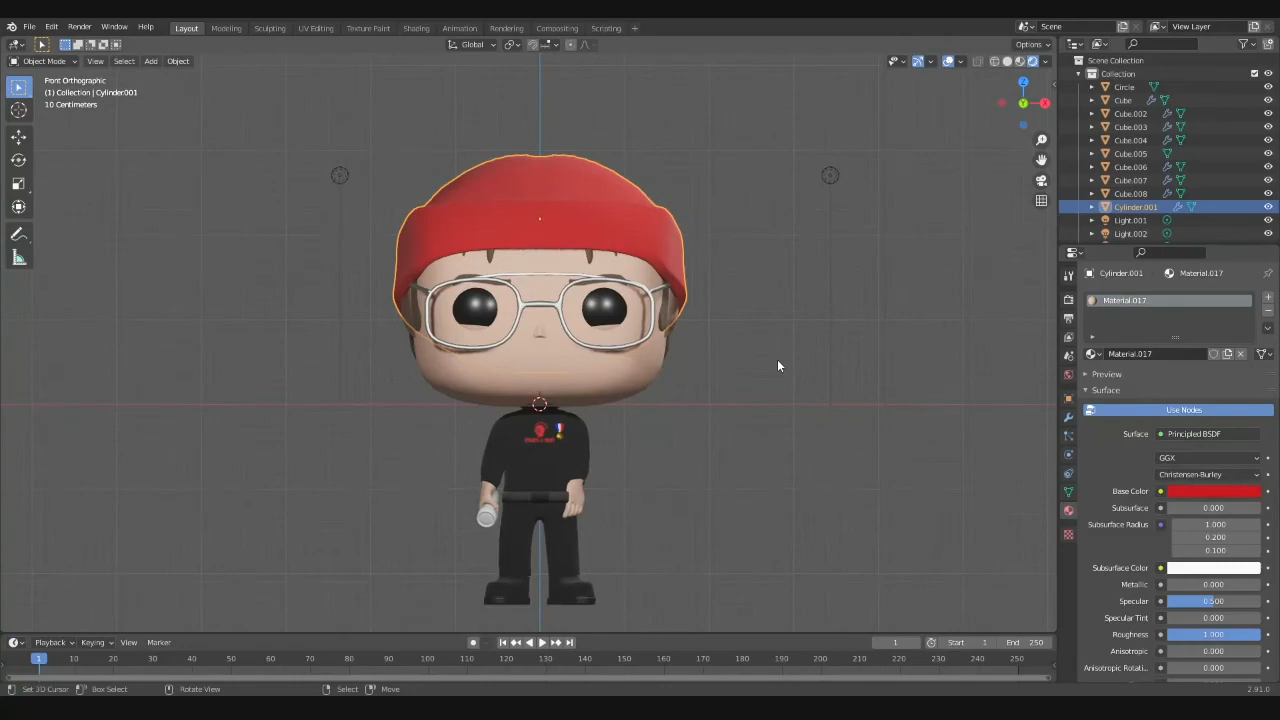 File Edit Render Window Help Layout Modeling Sculpting UV Editing Texture Paint Shading Animation Rendering Compositing Scripting + Scene View Layer
Global Options
Object Mode View Select Add Object
Front Orthographic
(1) Collection | Cylinder.001
10 Centimeters
Z
Y
X
Scene Collection
Collection
Circle
Cube
Cube.002
Cube.003
Cube.004
Cube.005
Cube.006
Cube.007
Cube.008
Cylinder.001
Light.001
Light.002
Cylinder.001 Material.017
Material.017
Material.017
Preview
Surface
Use Nodes
Surface Principled BSDF
GGX
Christensen-Burley
Base Color
Subsurface 0.000
Subsurface Radius 1.000
0.200
0.100
Subsurface Color
Metallic 0.000
Specular 0.500
Specular Tint 0.000
Roughness 1.000
Anisotropic 0.000
Anisotropic Rotati... 0.000
Playback Keying View Marker 1 Start 1 End 250
1 10 20 30 40 50 60 70 80 90 100 110 120 130 140 150 160 170 180 190 200 210 220 230 240 250
Set 3D Cursor Box Select Rotate View Select Move 2.91.0